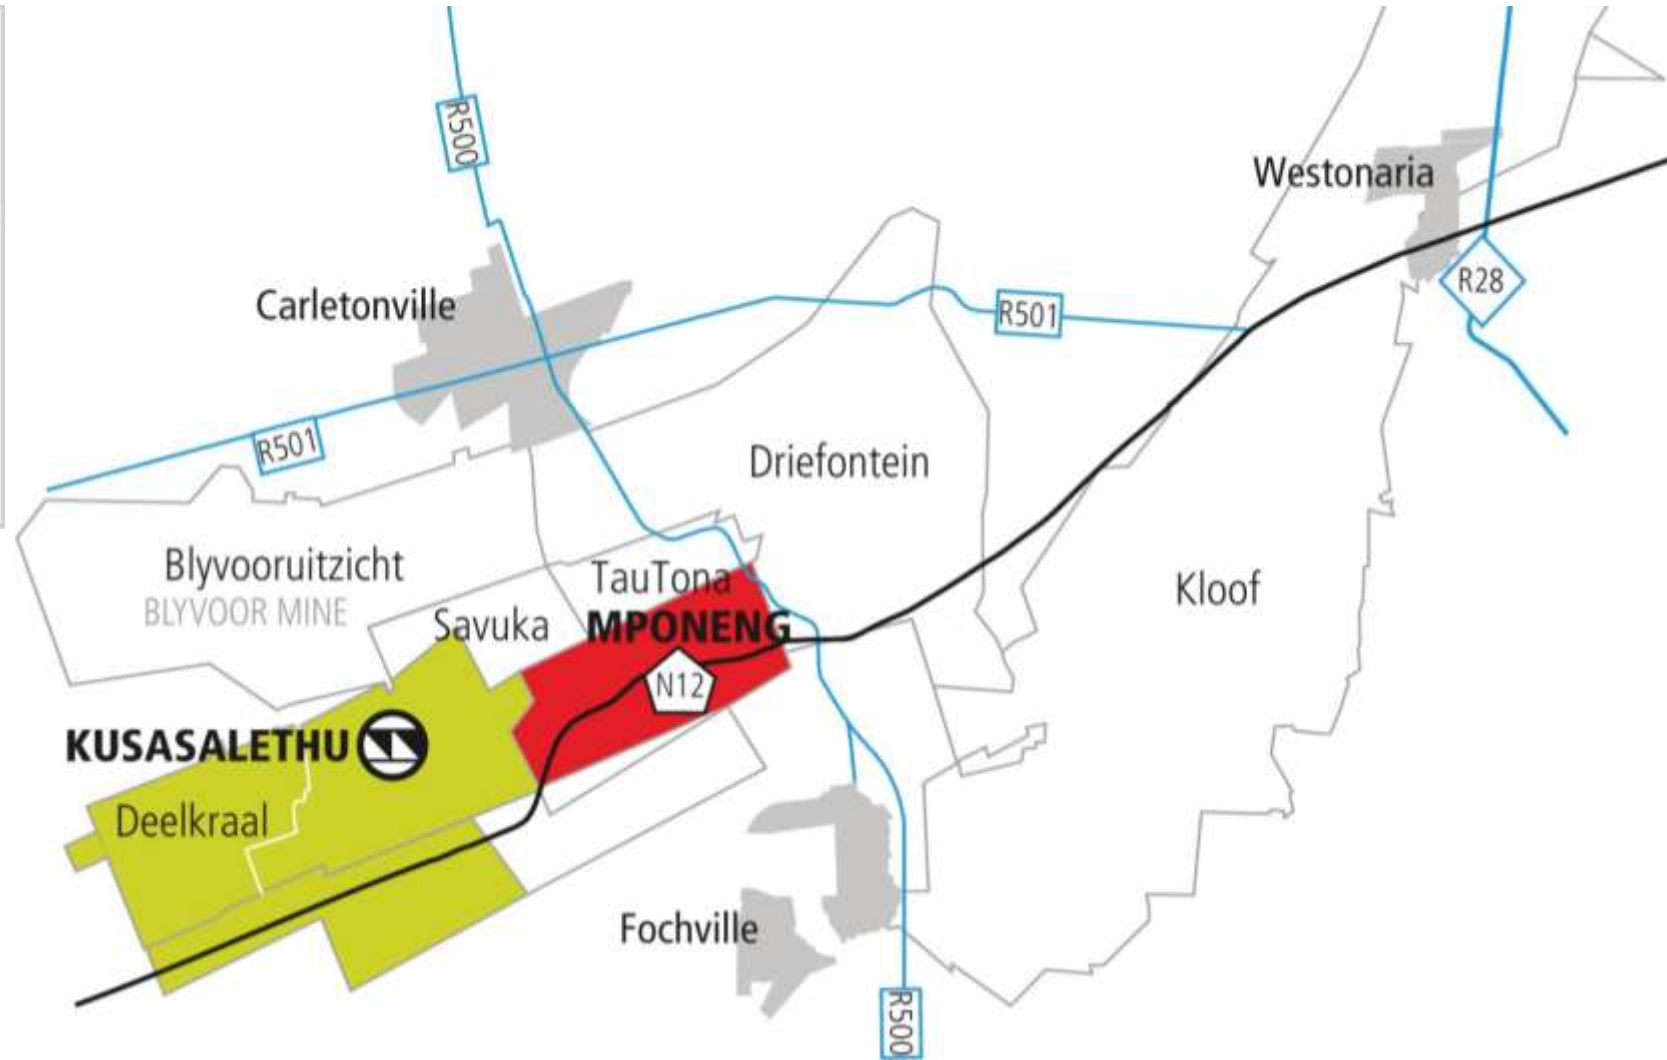 R500
Westonaria
R28
Carletonville
R501
R501
Driefontein
Blyvooruitzicht
BLYVOOR MINE
TauTona
Kloof
Savuka
MPONENG
N12
KUSASALETHU
Deelkraal
Fochville
R500